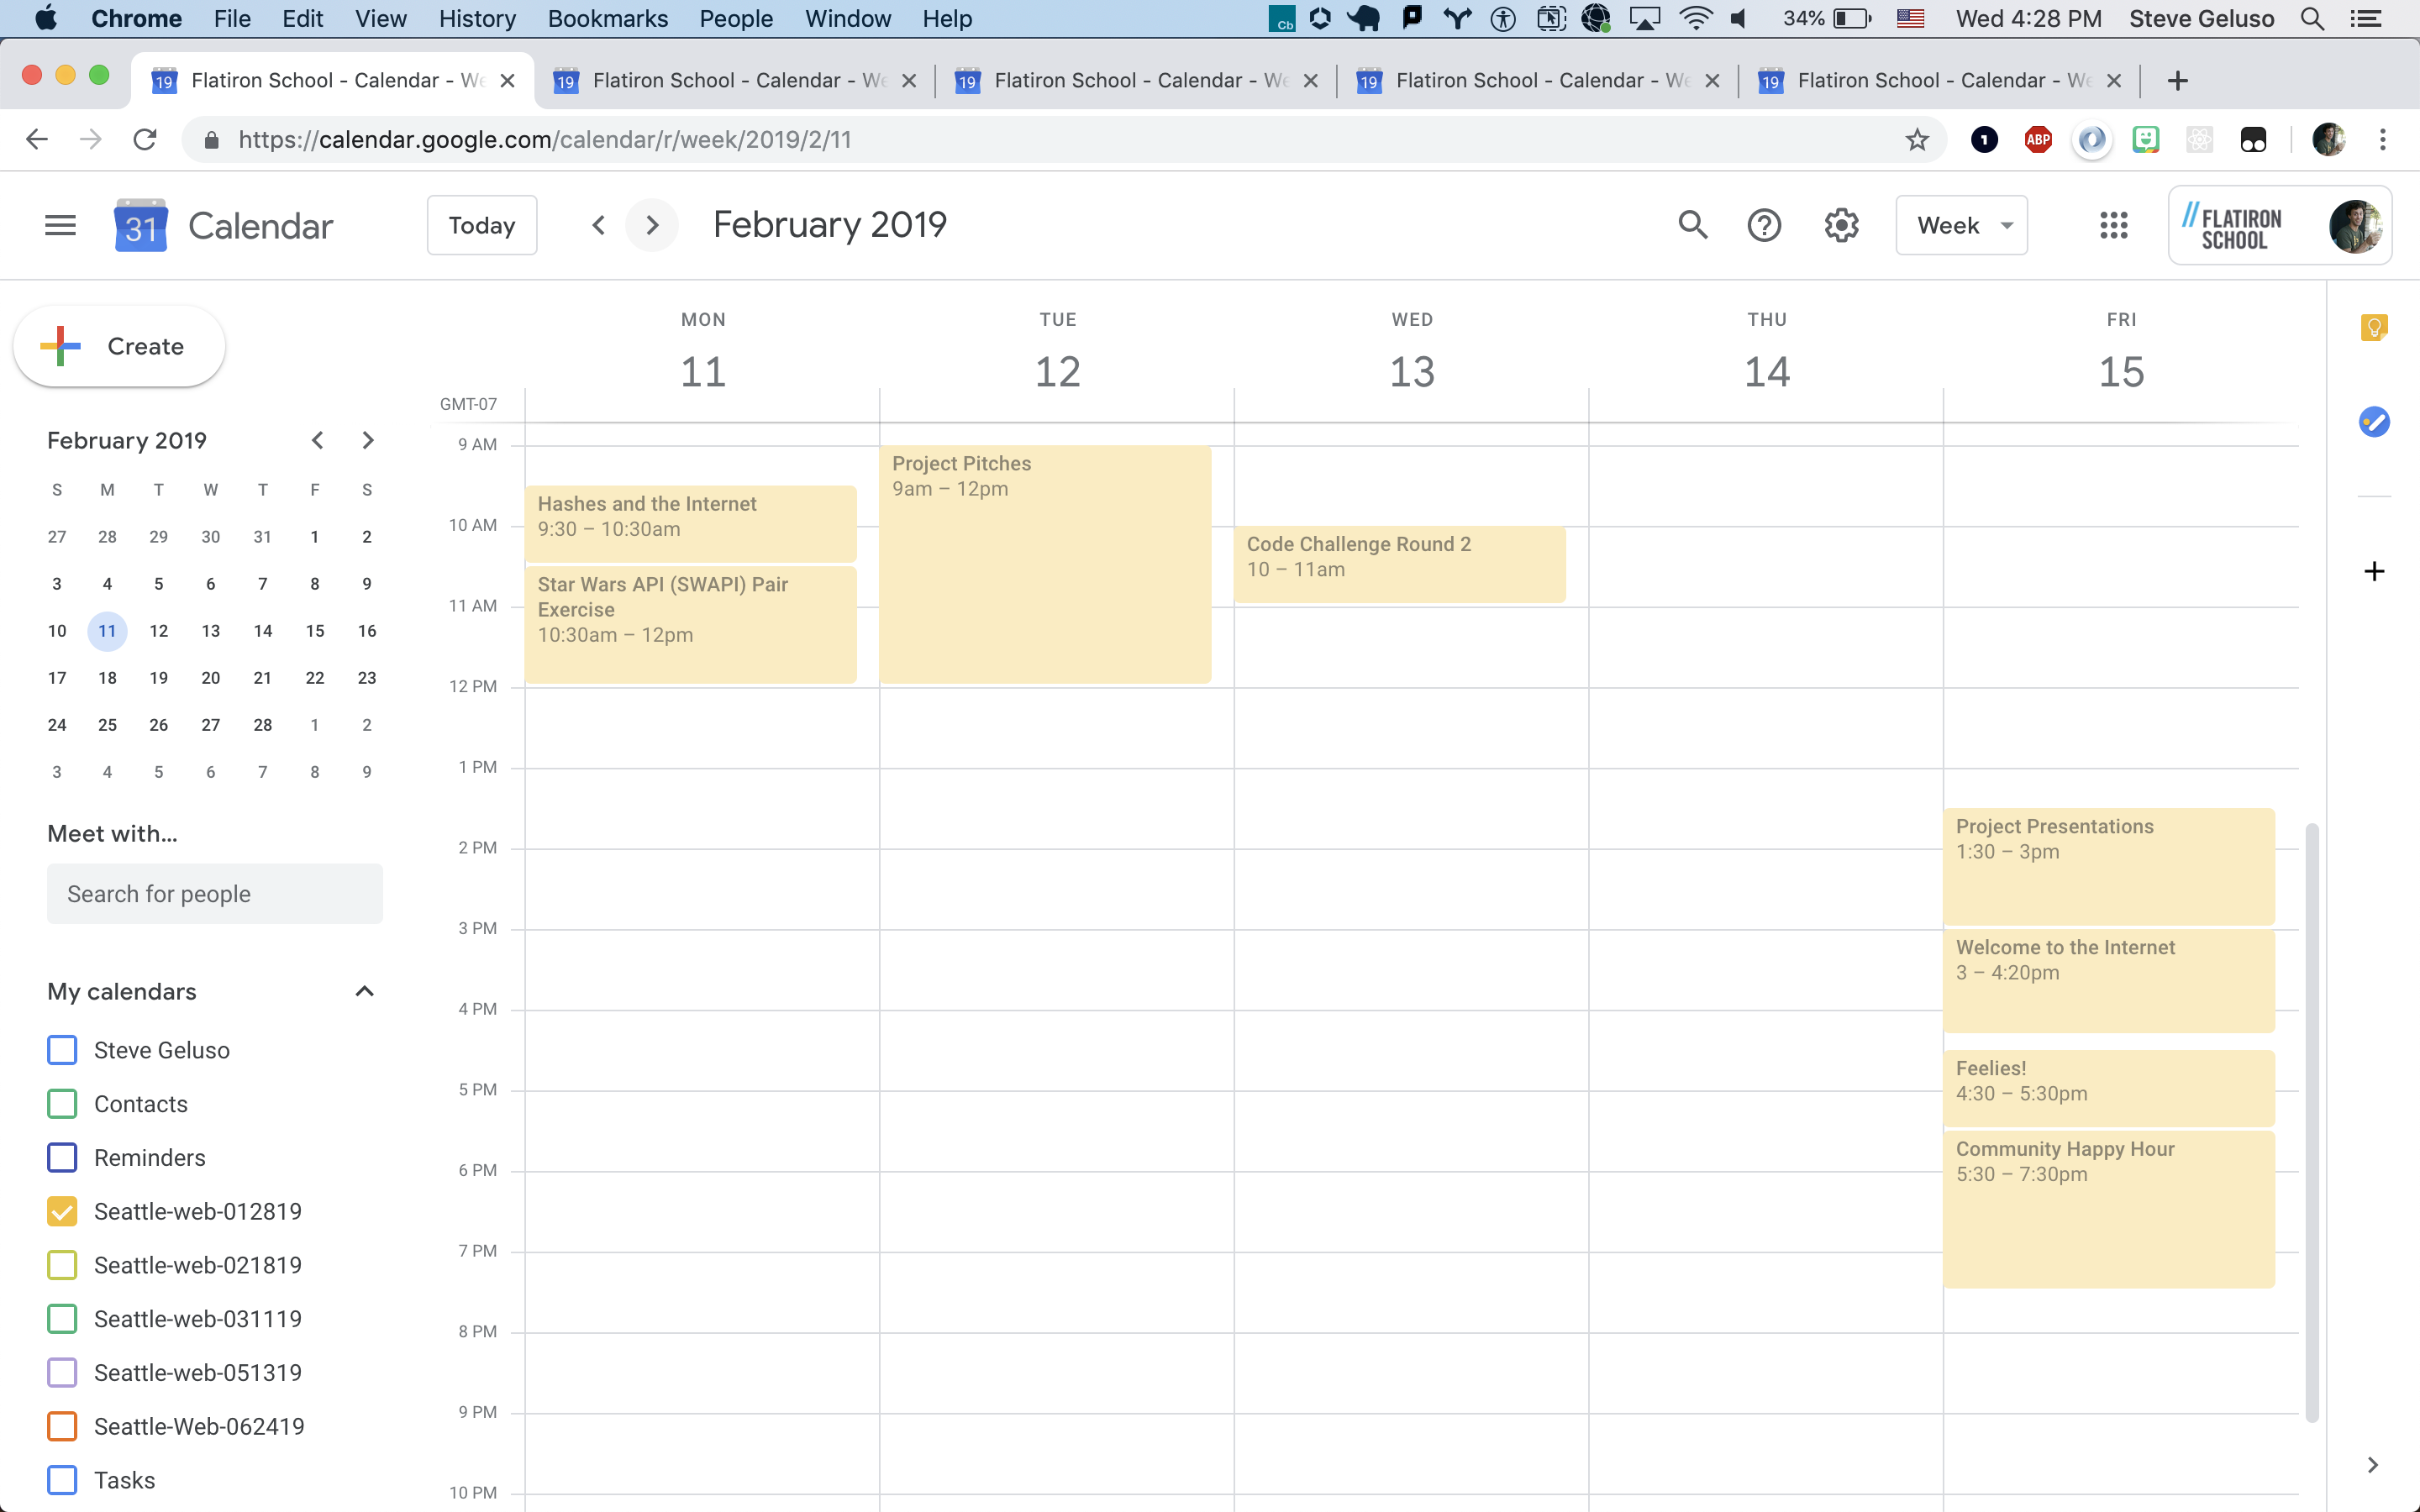 Chrome File Edit View History Bookmarks People Window Help Cb 34% Wed 4:28 PM Steve Geluso
19 Flatiron School - Calendar - We 19 Flatiron School - Calendar - We 19 Flatiron School - Calendar - We 19 Flatiron School - Calendar - We 19 Flatiron School - Calendar - We
https://calendar.google.com/calendar/r/week/2019/2/11 1 ABP
31 Calendar Today February 2019 Week // FLATIRON
SCHOOL
Create
MON TUE WED THU FRI
11 12 13 14 15
GMT-07
February 2019
S M T W T F S
27 28 29 30 31 1 2
3 4 5 6 7 8 9
10 11 12 13 14 15 16
17 18 19 20 21 22 23
24 25 26 27 28 1 2
3 4 5 6 7 8 9
Meet with...
Search for people
My calendars
Steve Geluso
Contacts
Reminders
Seattle-web-012819
Seattle-web-021819
Seattle-web-031119
Seattle-web-051319
Seattle-Web-062419
Tasks
9 AM
10 AM
11 AM
12 PM
1 PM
2 PM
3 PM
4 PM
5 PM
6 PM
7 PM
8 PM
9 PM
10 PM
Hashes and the Internet
9:30 – 10:30am
Star Wars API (SWAPI) Pair
Exercise
10:30am – 12pm
Project Pitches
9am – 12pm
Code Challenge Round 2
10 – 11am
Project Presentations
1:30 – 3pm
Welcome to the Internet
3 – 4:20pm
Feelies!
4:30 – 5:30pm
Community Happy Hour
5:30 – 7:30pm